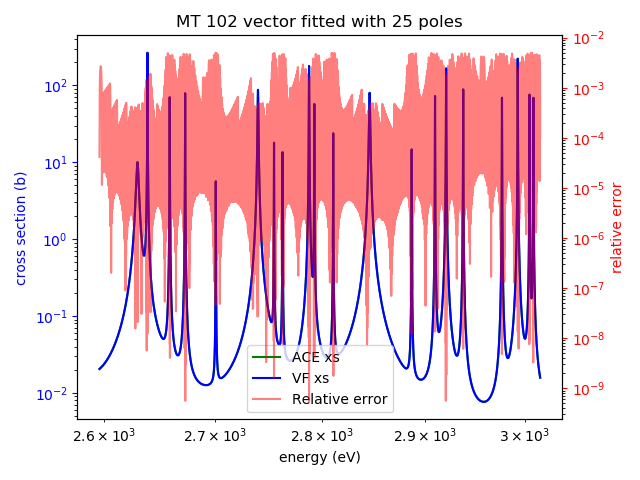 MT 102 vector fitted with 25 poles
cross section (b)
10²
10¹
10⁰
10⁻¹
10⁻²
10⁻²
10⁻³
10⁻⁴
10⁻⁵
10⁻⁶
10⁻⁷
10⁻⁸
10⁻⁹
relative error
ACE xs
VF xs
Relative error
2.6 × 10³ 2.7 × 10³ 2.8 × 10³ 2.9 × 10³ 3 × 10³
energy (eV)